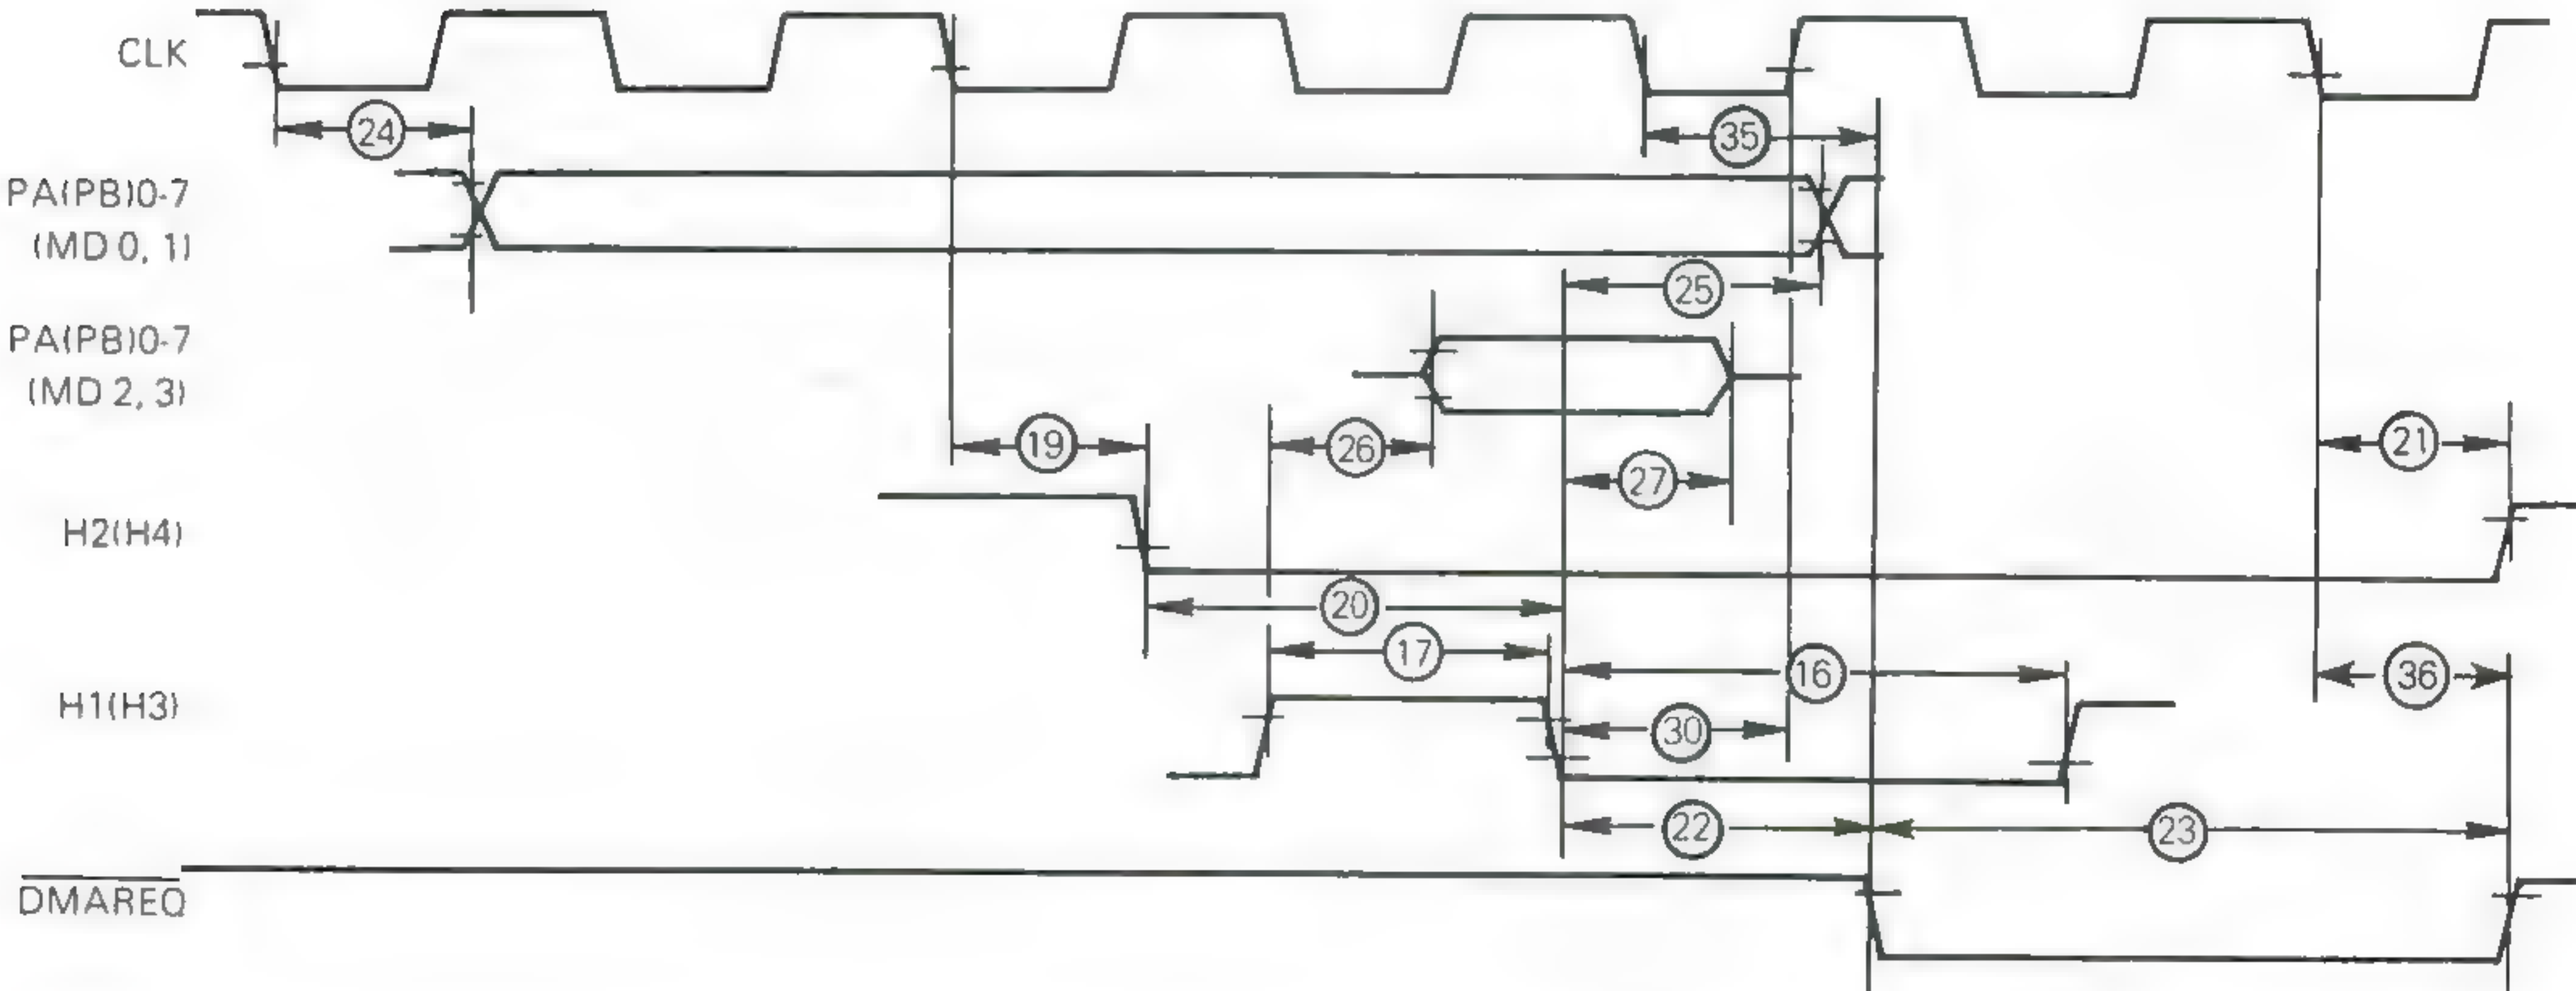 CLK
24
35
PA(PB)0-7
(MD 0, 1)
25
PA(PB)0-7
(MD 2, 3)
19
26
21
27
H2(H4)
20
17
16
36
H1(H3)
30
22
23
DMAREQ